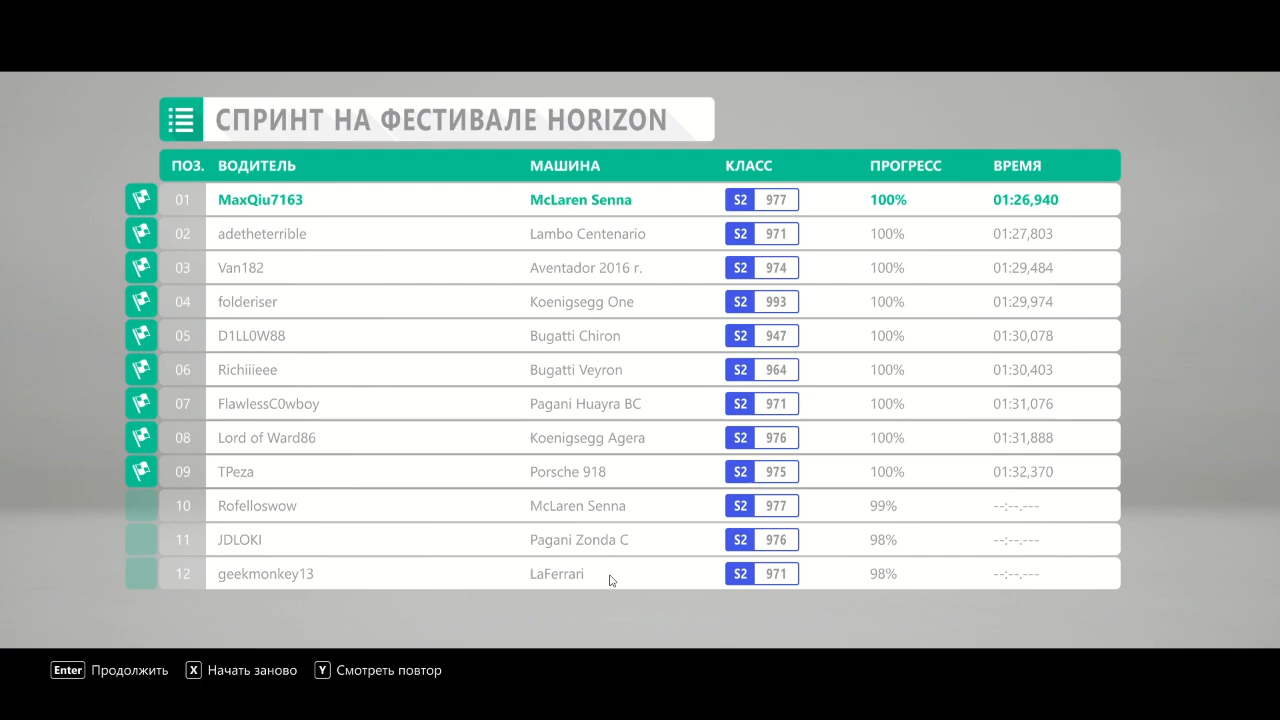 СПРИНТ НА ФЕСТИВАЛЕ HORIZON
ПОЗ. ВОДИТЕЛЬ МАШИНА КЛАСС ПРОГРЕСС ВРЕМЯ
01 MaxQiu7163 McLaren Senna S2 977 100% 01:26,940
02 adetheterrible Lambo Centenario S2 971 100% 01:27,803
03 Van182 Aventador 2016 г. S2 974 100% 01:29,484
04 folderiser Koenigsegg One S2 993 100% 01:29,974
05 D1LL0W88 Bugatti Chiron S2 947 100% 01:30,078
06 Richiiieee Bugatti Veyron S2 964 100% 01:30,403
07 FlawlessC0wboy Pagani Huayra BC S2 971 100% 01:31,076
08 Lord of Ward86 Koenigsegg Agera S2 976 100% 01:31,888
09 TPeza Porsche 918 S2 975 100% 01:32,370
10 Rofelloswow McLaren Senna S2 977 99% --:--.---
11 JDLOKI Pagani Zonda C S2 976 98% --:--.---
12 geekmonkey13 LaFerrari S2 971 98% --:--.---
Enter Продолжить X Начать заново Y Смотреть повтор